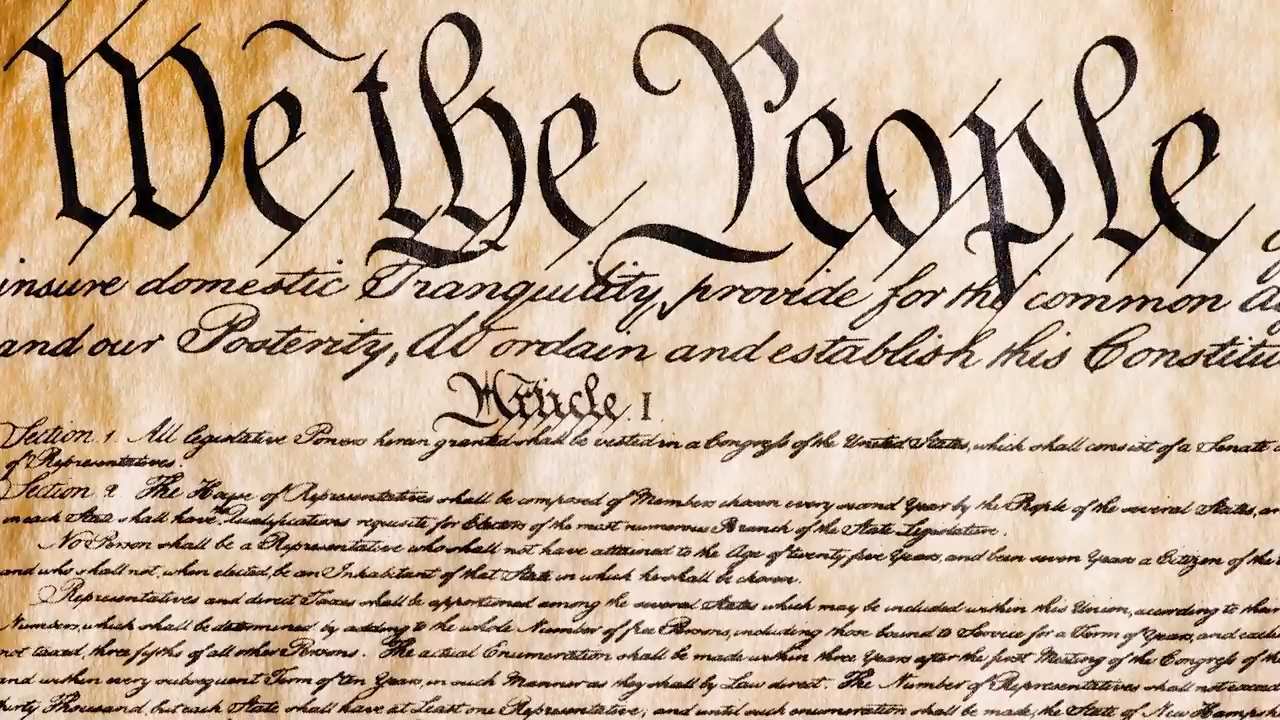 We the People
insure domestic Tranquility, provide for the common
and our Posterity, do ordain and establish this Constitu
Article. I.
Section. 1. All legislative Powers herein granted shall be vested in a Congress of the United States, which shall consist of a Senate
of Representatives.
Section. 2. The House of Representatives shall be composed of Members chosen every second Year by the People of the several States, an
in each State shall have the Qualifications requisite for Electors of the most numerous Branch of the State Legislature.
No Person shall be a Representative who shall not have attained to the Age of twenty five Years, and been seven Years a Citizen of the
and who shall not, when elected, be an Inhabitant of that State in which he shall be chosen.
Representatives and direct Taxes shall be apportioned among the several States which may be included within this Union, according to their
Numbers, which shall be determined by adding to the whole Number of free Persons, including those bound to Service for a Term of Years, and exclu
not taxed, three fifths of all other Persons. The actual Enumeration shall be made within three Years after the first Meeting of the Congress of the
and within every subsequent Term of ten Years, in such Manner as they shall by Law direct. The Number of Representatives shall not exceed
thirty Thousand, but each State shall have at Least one Representative; and until such enumeration shall be made, the State of New Hampsh